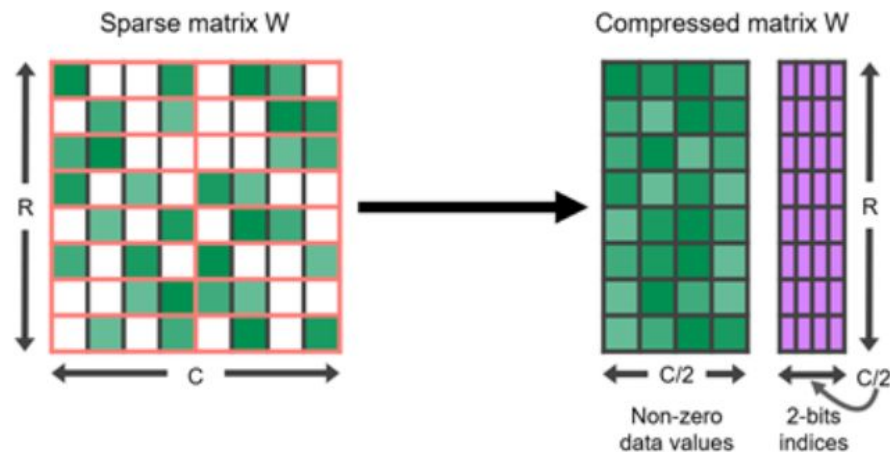 Sparse matrix W
Compressed matrix W
R
R
C
C/2
C/2
Non-zero
data values
2-bits
indices